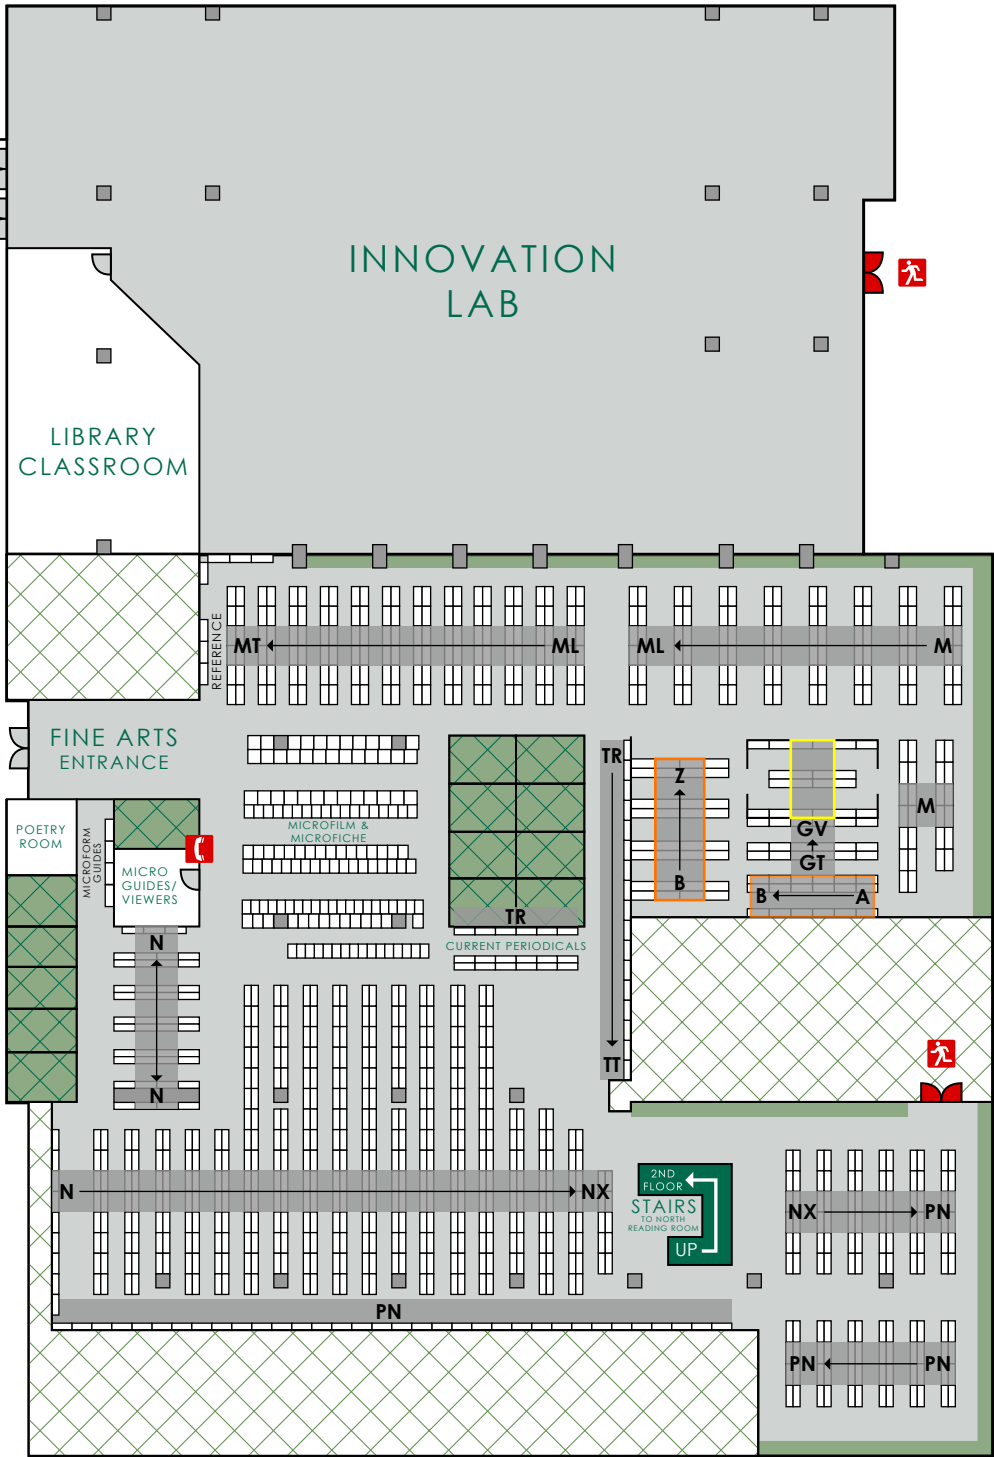 INNOVATION
LAB
LIBRARY
CLASSROOM
REFERENCE
MT
ML
ML
M
FINE ARTS
ENTRANCE
TR
Z
B
GV
GT
B
A
M
POETRY
ROOM
MICROFORM
GUIDES
MICRO
GUIDES/
VIEWERS
MICROFILM &
MICROFICHE
TR
CURRENT PERIODICALS
N
N
TT
N
NX
2ND
FLOOR
STAIRS
TO NORTH
READING ROOM
UP
NX
PN
PN
PN
PN